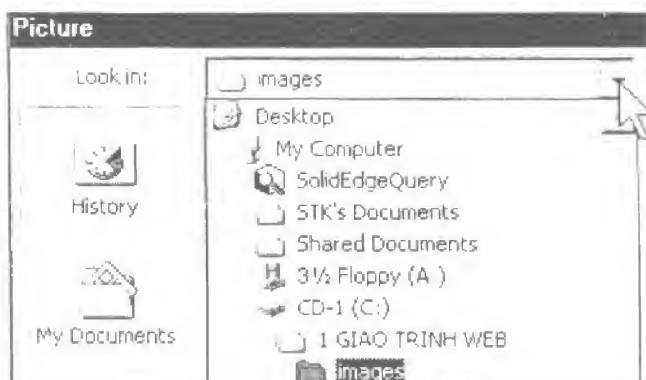 Picture
Look in:
images
Desktop
My Computer
SolidEdgeQuery
History
STK's Documents
Shared Documents
3½ Floppy (A:)
CD-1 (C:)
My Documents
1 GIAO TRINH WEB
images